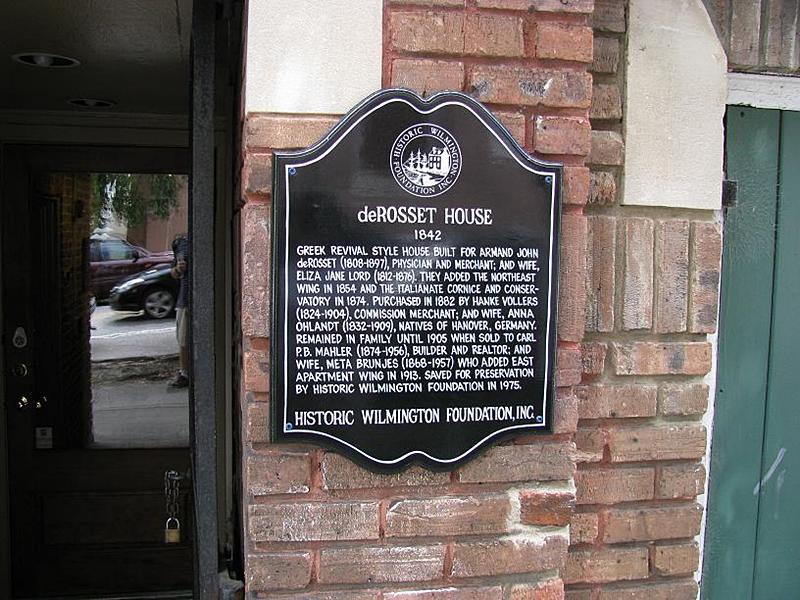 HISTORIC WILMINGTON
FOUNDATION INC.
deROSSET HOUSE
1842
GREEK REVIVAL STYLE HOUSE BUILT FOR ARMAND JOHN
deROSSET (1808-1897), PHYSICIAN AND MERCHANT; AND WIFE,
ELIZA JANE LORD (1812-1876). THEY ADDED THE NORTHEAST
WING IN 1854 AND THE ITALIANATE CORNICE AND CONSER-
VATORY IN 1874. PURCHASED IN 1882 BY HANKE VOLLERS
(1824-1904), COMMISSION MERCHANT; AND WIFE, ANNA
OHLANDT (1832-1909), NATIVES OF HANOVER, GERMANY.
REMAINED IN FAMILY UNTIL 1905 WHEN SOLD TO CARL
P.B. MAHLER (1874-1956), BUILDER AND REALTOR; AND
WIFE, META BRUNJES (1868-1957) WHO ADDED EAST
APARTMENT WING IN 1913. SAVED FOR PRESERVATION
BY HISTORIC WILMINGTON FOUNDATION IN 1975.
HISTORIC WILMINGTON FOUNDATION, INC.